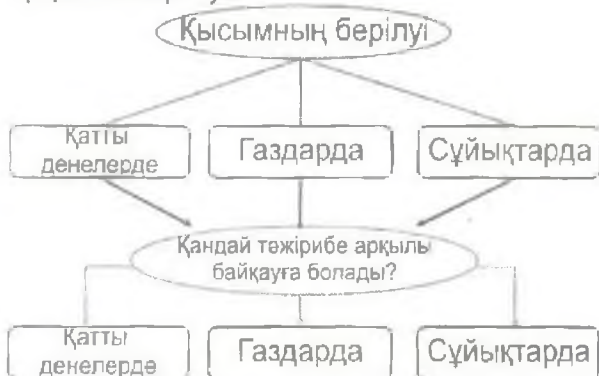 Қысымның берілуі
Қатты
денелерде
Газдарда
Сұйықтарда
Қандай тәжірибе арқылы
байқауға болады?
Қатты
денелерде
Газдарда
Сұйықтарда